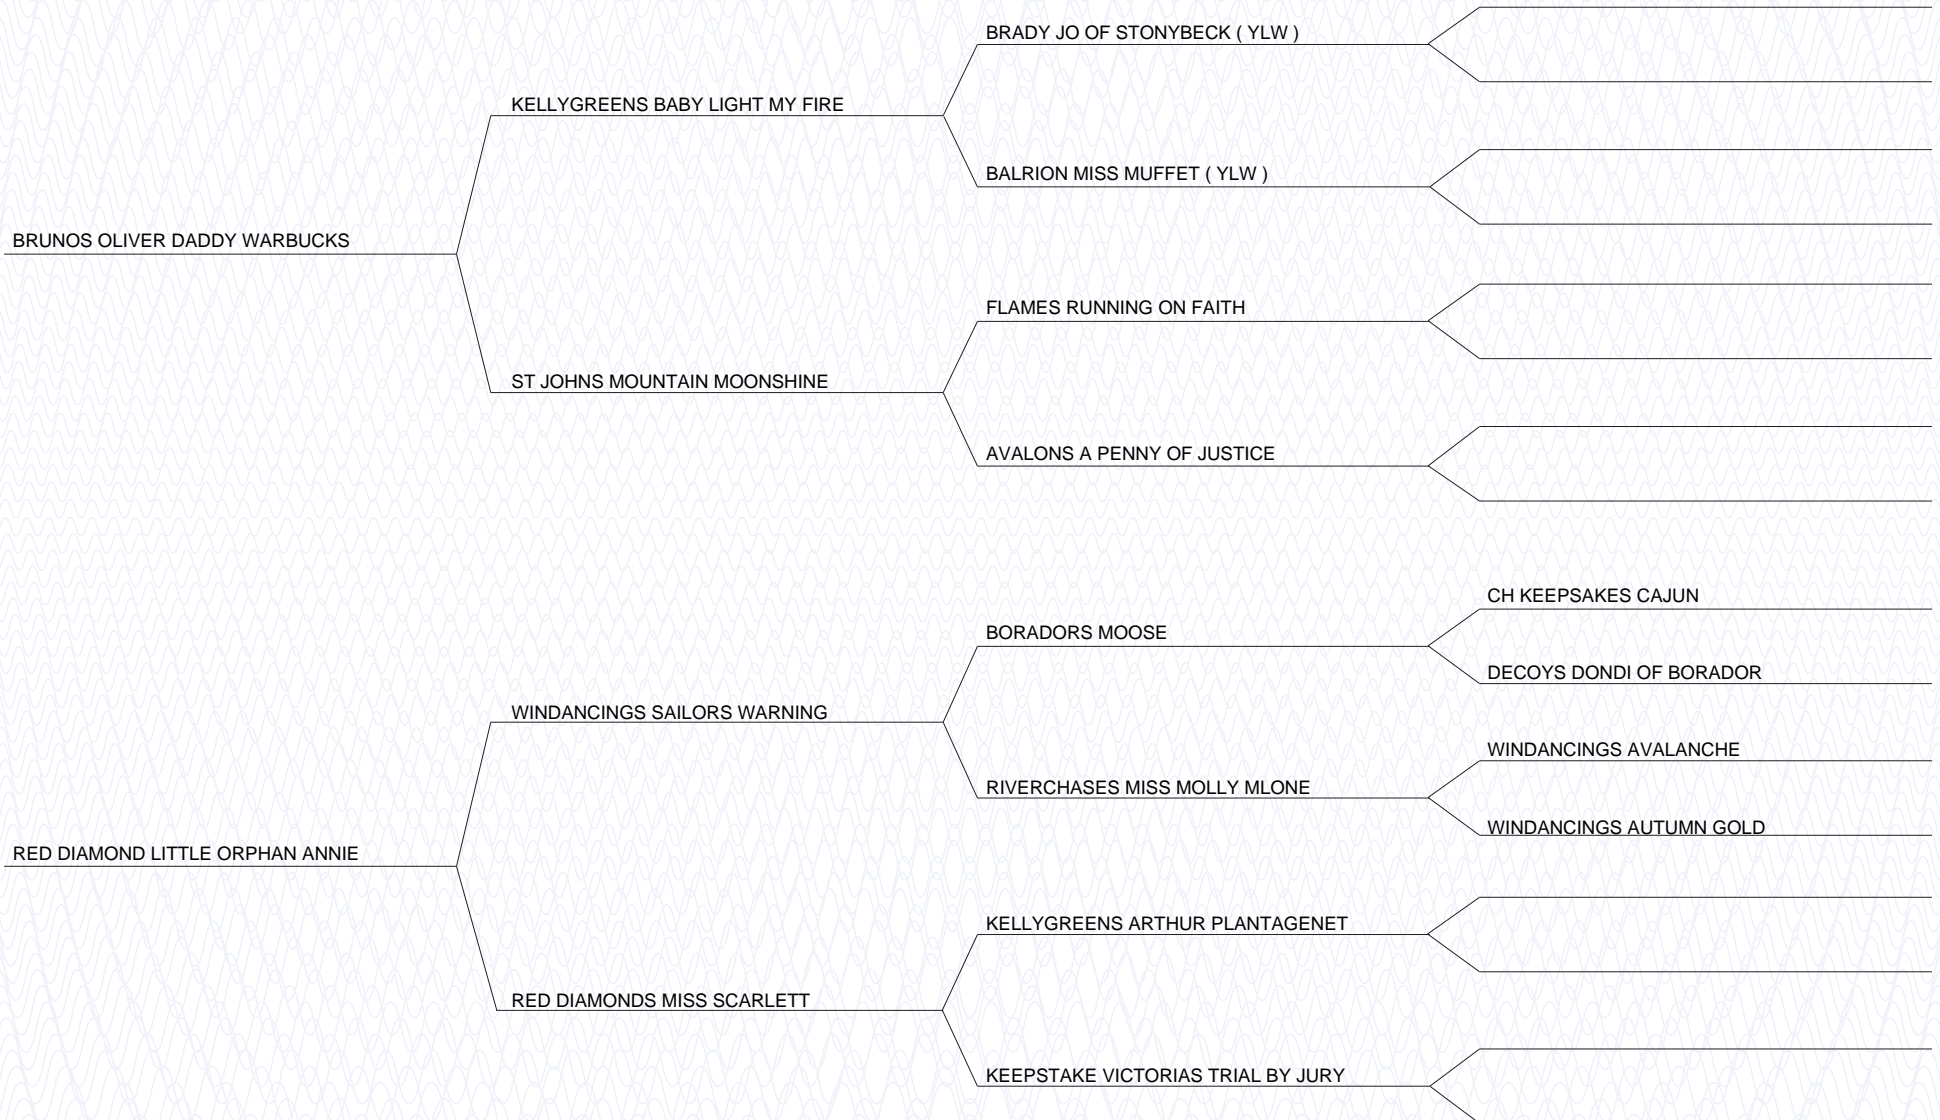 BRADY JO OF STONYBECK ( YLW )
KELLYGREENS BABY LIGHT MY FIRE
BALRION MISS MUFFET ( YLW )
BRUNOS OLIVER DADDY WARBUCKS
FLAMES RUNNING ON FAITH
ST JOHNS MOUNTAIN MOONSHINE
AVALONS A PENNY OF JUSTICE
CH KEEPSAKES CAJUN
BORADORS MOOSE
DECOYS DONDI OF BORADOR
WINDANCINGS SAILORS WARNING
WINDANCINGS AVALANCHE
RIVERCHASES MISS MOLLY MLONE
WINDANCINGS AUTUMN GOLD
RED DIAMOND LITTLE ORPHAN ANNIE
KELLYGREENS ARTHUR PLANTAGENET
RED DIAMONDS MISS SCARLETT
KEEPSTAKE VICTORIAS TRIAL BY JURY